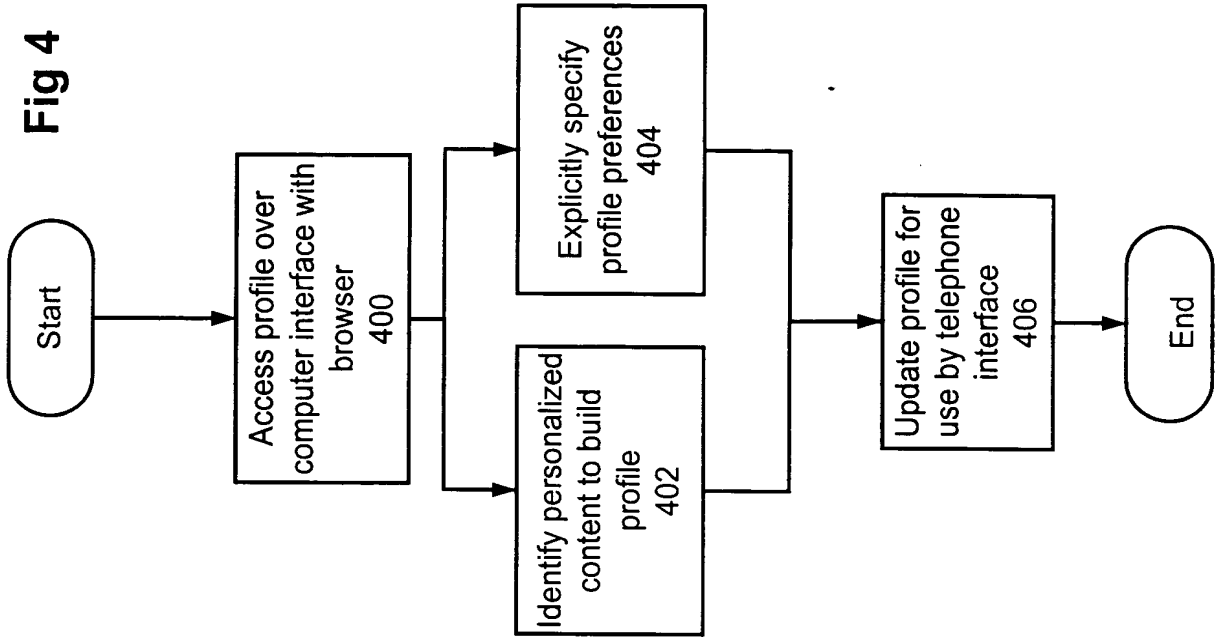 Fig 4
Start
Access profile over
computer interface with
browser
400
Identify personalized
content to build
profile
402
Explicitly specify
profile preferences
404
Update profile for
use by telephone
interface
406
End